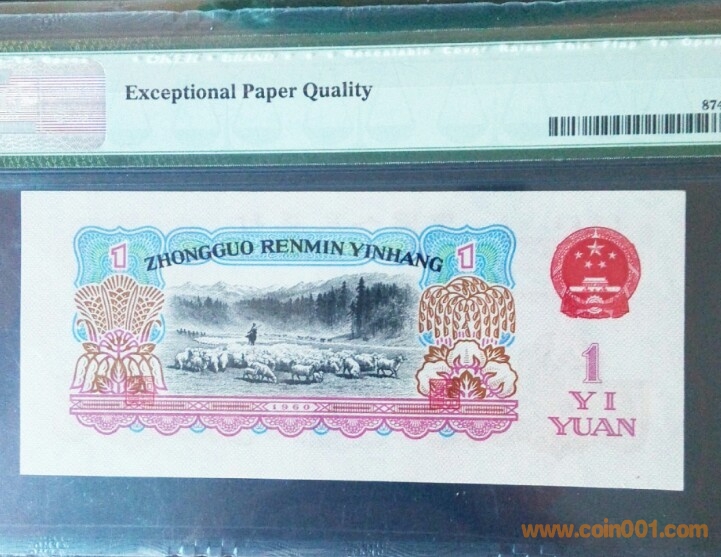 Exceptional Paper Quality
874
1
ZHONGGUO RENMIN YINHANG
1
1960
1
YI
YUAN
www.coin001.com